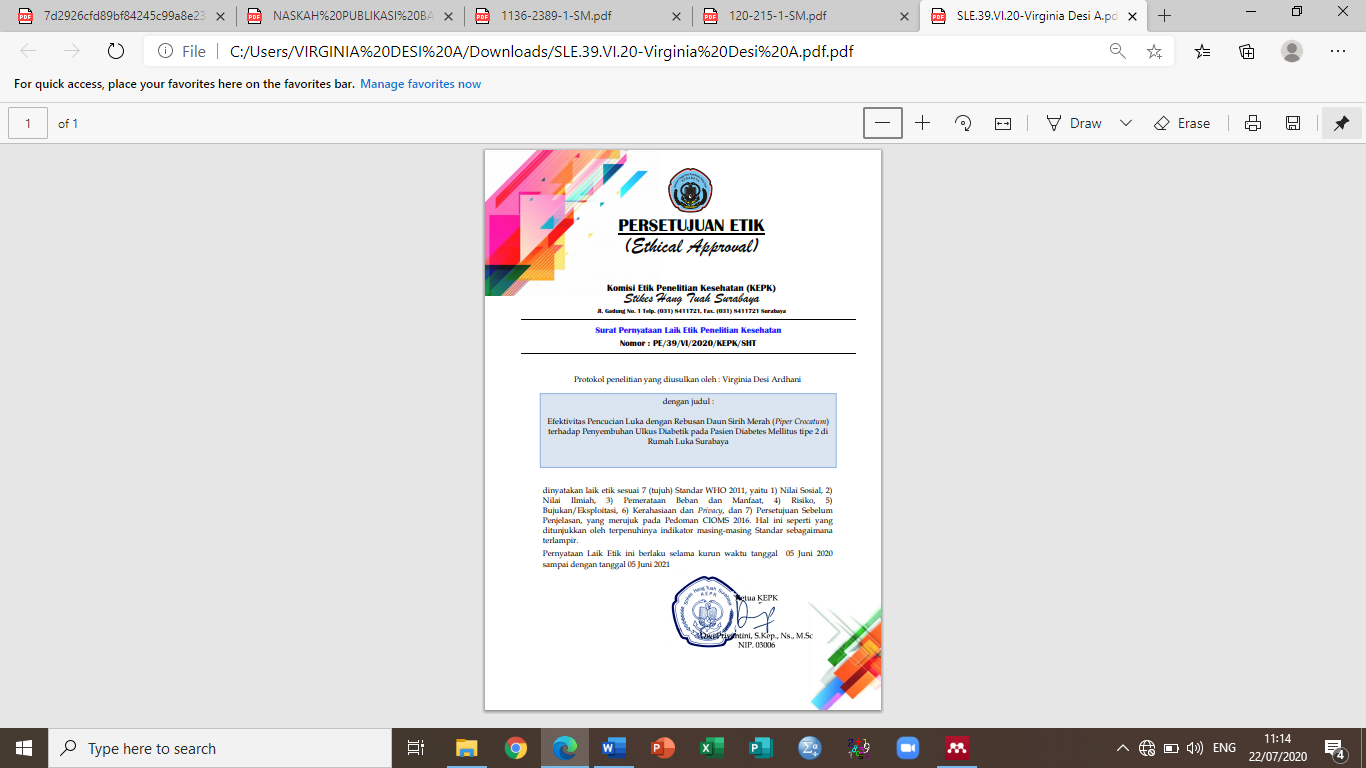 7d2926cfd89bf84245c99a8e23
NASKAH%20PUBLIKASI%20BA
1136-2389-1-SM.pdf
120-215-1-SM.pdf
SLE.39.VI.20-Virginia Desi A.pd
File
C:/Users/VIRGINIA%20DESI%20A/Downloads/SLE.39.VI.20-Virginia%20Desi%20A.pdf.pdf
For quick access, place your favorites here on the favorites bar. Manage favorites now
1 of 1
Draw
Erase
PERSETUJUAN ETIK
(Ethical Approval)
Komisi Etik Penelitian Kesehatan (KEPK)
Stikes Hang Tuah Surabaya
Jl. Gadung No. 1 Telp. (031) 8411721, Fax. (031) 8411721 Surabaya
Surat Pernyataan Laik Etik Penelitian Kesehatan
Nomor : PE/39/VI/2020/KEPK/SHT
Protokol penelitian yang diusulkan oleh : Virginia Desi Ardhani
dengan judul :
Efektivitas Pencucian Luka dengan Rebusan Daun Sirih Merah (Piper Crocatum)
terhadap Penyembuhan Ulkus Diabetik pada Pasien Diabetes Mellitus tipe 2 di
Rumah Luka Surabaya
dinyatakan laik etik sesuai 7 (tujuh) Standar WHO 2011, yaitu 1) Nilai Sosial, 2)
Nilai Ilmiah, 3) Pemerataan Beban dan Manfaat, 4) Risiko, 5)
Bujukan/Eksploitasi, 6) Kerahasiaan dan Privacy, dan 7) Persetujuan Sebelum
Penjelasan, yang merujuk pada Pedoman CIOMS 2016. Hal ini seperti yang
ditunjukkan oleh terpenuhinya indikator masing-masing Standar sebagaimana
terlampir.
Pernyataan Laik Etik ini berlaku selama kurun waktu tanggal 05 Juni 2020
sampai dengan tanggal 05 Juni 2021
Stikes Hang Tuah Surabaya
KEPK
Ketua KEPK
Dwi Priyantini, S.Kep., Ns., M.Sc
NIP. 03006
Type here to search
ENG
11:14
22/07/2020
4